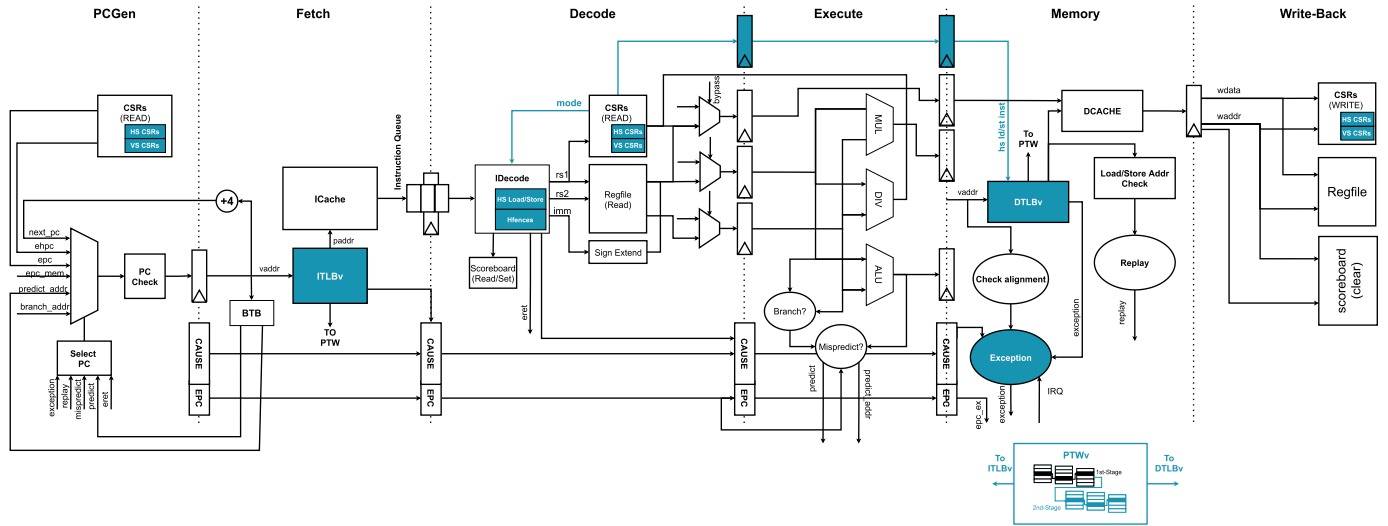 PCGen
Fetch
Decode
Execute
Memory
Write-Back
CSRs
(READ)
HS CSRs
VS CSRs
next_pc
ehpc
epc
epc_mem
predict_addr
branch_addr
PC
Check
Select
PC
exception
replay
mispredict
predict
eret
+4
BTB
vaddr
ICache
paddr
ITLBv
TO
PTW
CAUSE
EPC
Instruction Queue
CAUSE
EPC
mode
IDecode
HS Load/Store
Hfences
rs1
rs2
imm
Scoreboard
(Read/Set)
eret
CSRs
(READ)
HS CSRs
VS CSRs
Regfile
(Read)
Sign Extend
bypass
CAUSE
EPC
MUL
DIV
ALU
Branch?
Mispredict?
predict
predict_addr
CAUSE
EPC
epc_ex
hs ld/st inst
vaddr
To
PTW
DCACHE
DTLBv
Load/Store Addr
Check
Check alignment
Replay
replay
exception
Exception
exception
IRQ
wdata
waddr
CSRs
(WRITE)
HS CSRs
VS CSRs
Regfile
scoreboard
(clear)
To
ITLBv
PTWv
1st-Stage
2nd-Stage
To
DTLBv